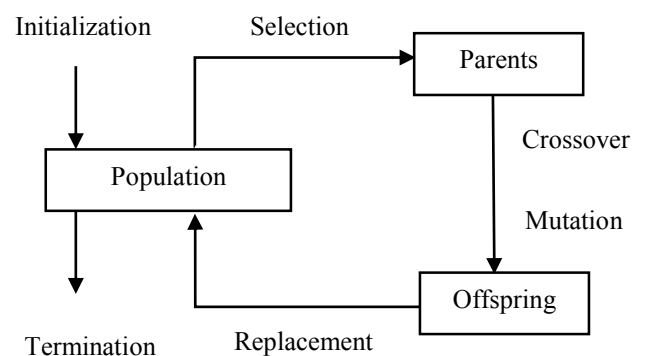 Initialization
Selection
Parents
Crossover
Population
Mutation
Offspring
Replacement
Termination